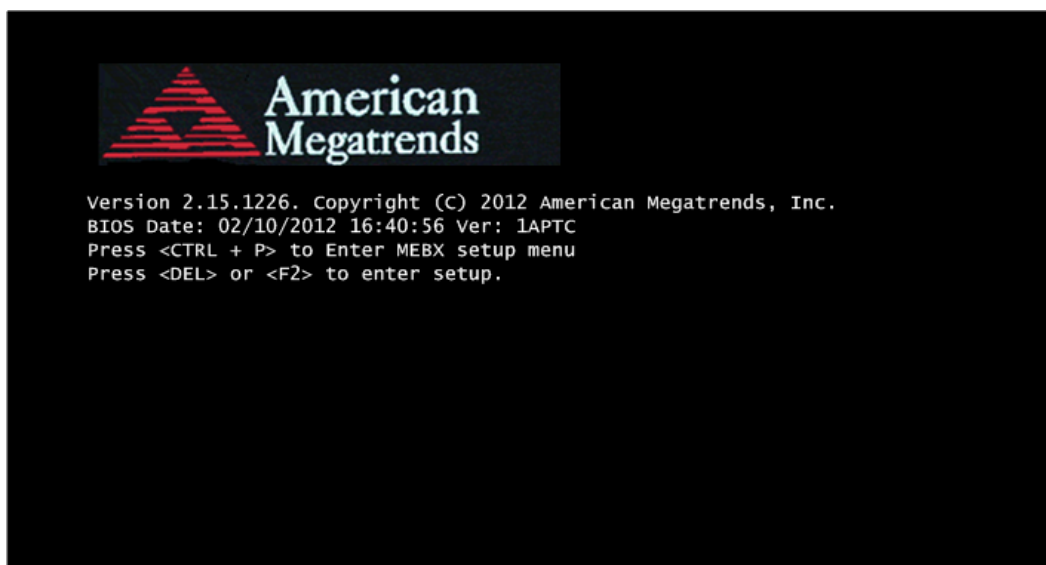 American
Megatrends
Version 2.15.1226. Copyright (C) 2012 American Megatrends, Inc.
BIOS Date: 02/10/2012 16:40:56 Ver: 1APTC
Press <CTRL + P> to Enter MEBX setup menu
Press <DEL> or <F2> to enter setup.